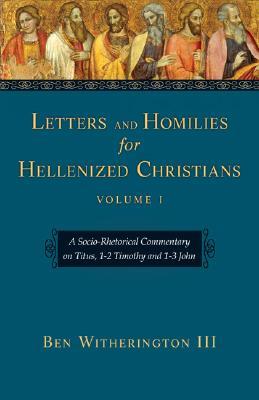 LETTERS AND HOMILIES
for
HELLENIZED CHRISTIANS
VOLUME I
A Socio-Rhetorical Commentary
on Titus, 1-2 Timothy and 1-3 John
BEN WITHERINGTON III